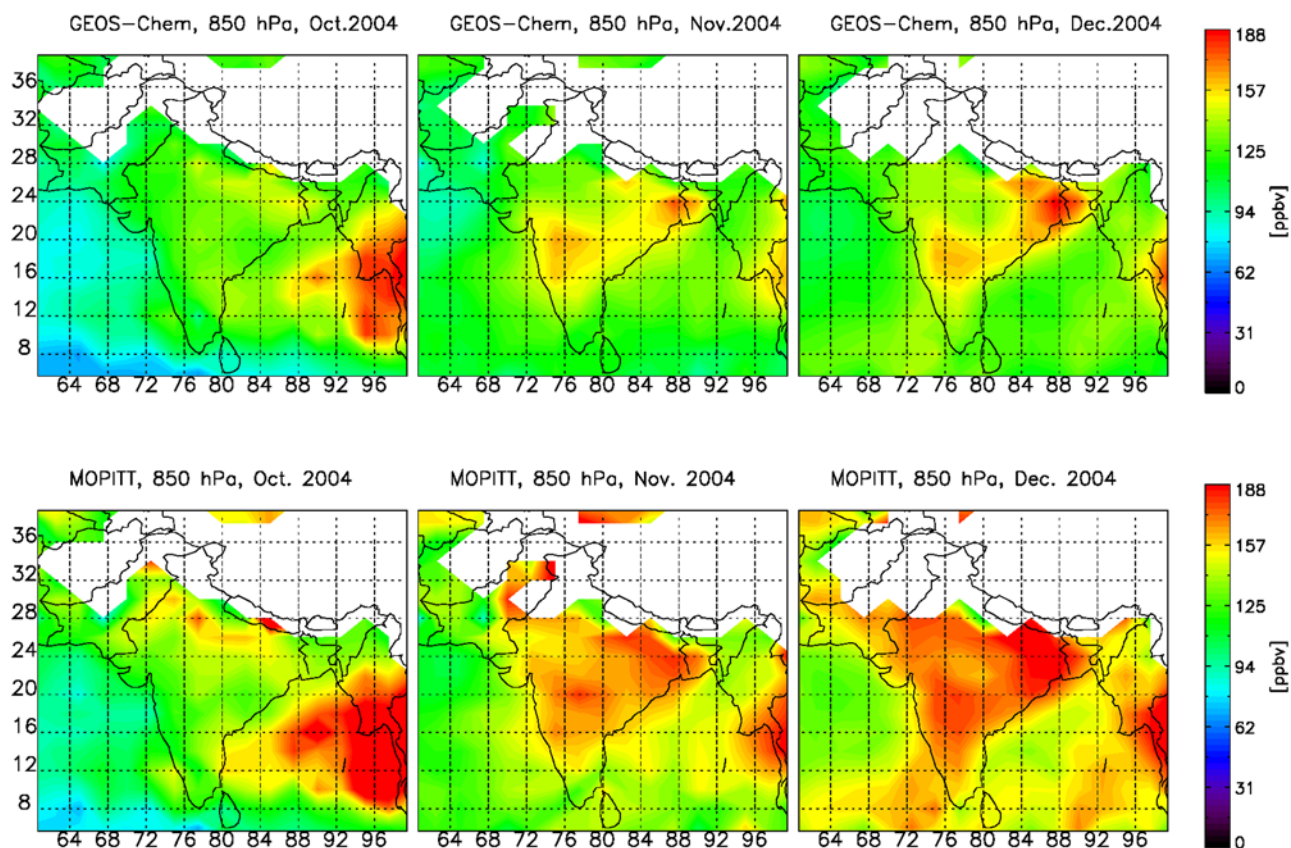 GEOS-Chem, 850 hPa, Oct.2004
GEOS-Chem, 850 hPa, Nov.2004
GEOS-Chem, 850 hPa, Dec.2004
188
157
125
94
62
31
0
[ppbv]
36
32
28
24
20
16
12
8
64 68 72 76 80 84 88 92 96
64 68 72 76 80 84 88 92 96
64 68 72 76 80 84 88 92 96
MOPITT, 850 hPa, Oct. 2004
MOPITT, 850 hPa, Nov. 2004
MOPITT, 850 hPa, Dec. 2004
188
157
125
94
62
31
0
[ppbv]
36
32
28
24
20
16
12
8
64 68 72 76 80 84 88 92 96
64 68 72 76 80 84 88 92 96
64 68 72 76 80 84 88 92 96